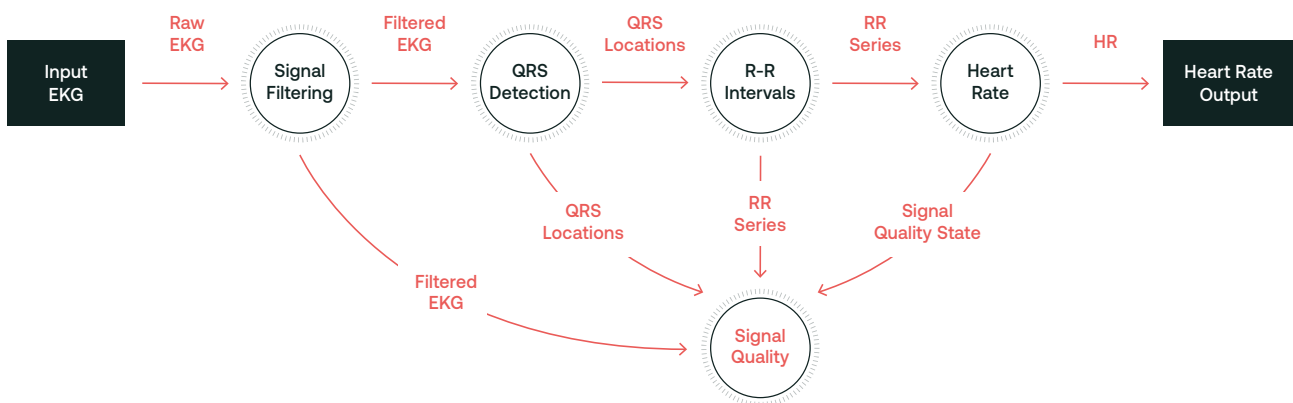 Raw
EKG
Filtered
EKG
QRS
Locations
RR
Series
HR
Input
EKG
Signal
Filtering
QRS
Detection
R-R
Intervals
Heart
Rate
Heart Rate
Output
QRS
Locations
RR
Series
Signal
Quality State
Filtered
EKG
Signal
Quality